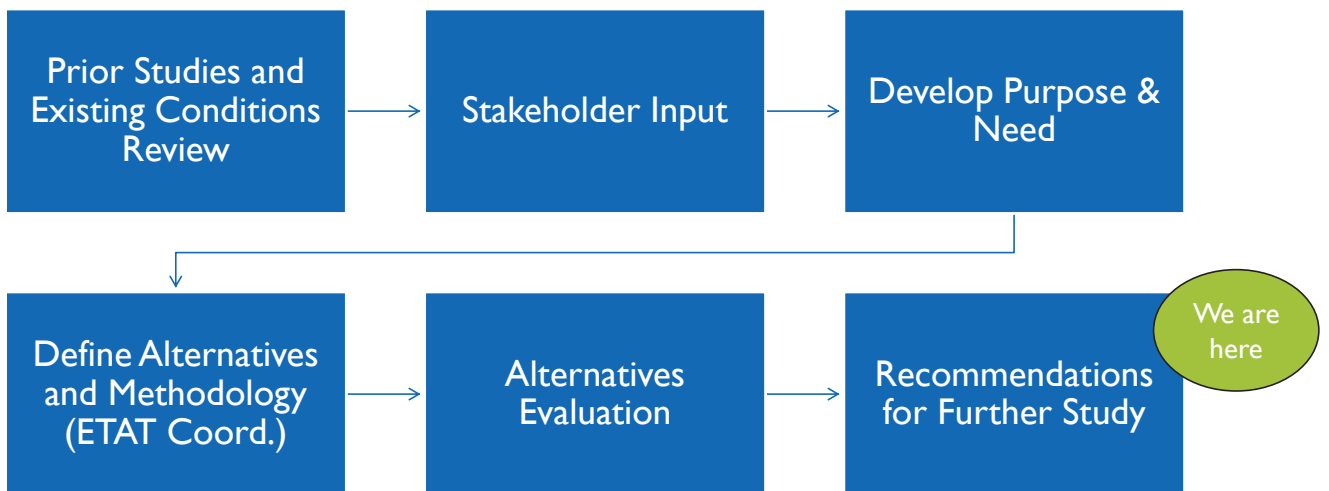 Prior Studies and
Existing Conditions
Review
Stakeholder Input
Develop Purpose &
Need
Define Alternatives
and Methodology
(ETAT Coord.)
Alternatives
Evaluation
Recommendations
for Further Study
We are
here